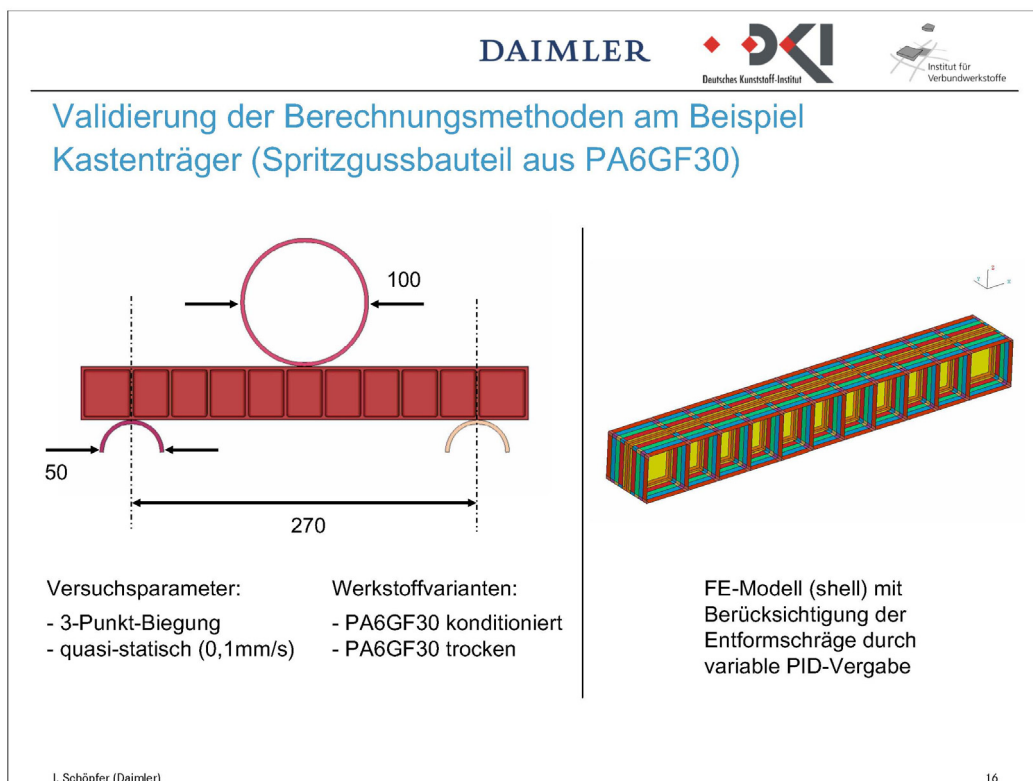 DAIMLER
DKI
Deutsches Kunststoff-Institut
Institut für
Verbundwerkstoffe
Validierung der Berechnungsmethoden am Beispiel
Kastenträger (Spritzgussbauteil aus PA6GF30)
100
50
270
Versuchsparameter:
- 3-Punkt-Biegung
- quasi-statisch (0,1mm/s)
Werkstoffvarianten:
- PA6GF30 konditioniert
- PA6GF30 trocken
FE-Modell (shell) mit
Berücksichtigung der
Entformschräge durch
variable PID-Vergabe
J. Schöpfer (Daimler)
16